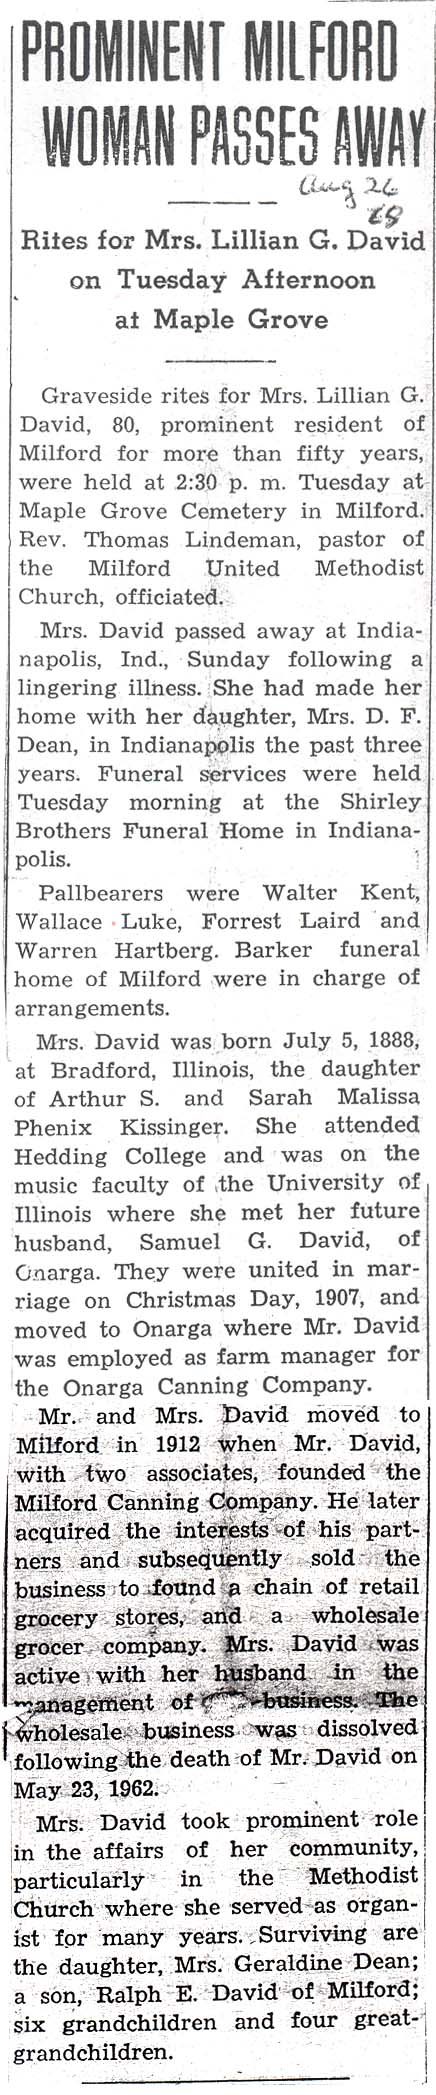 PROMINENT MILFORD
WOMAN PASSES AWAY
Aug 26
68
Rites for Mrs. Lillian G. David
on Tuesday Afternoon
at Maple Grove
Graveside rites for Mrs. Lillian G.
David, 80, prominent resident of
Milford for more than fifty years,
were held at 2:30 p. m. Tuesday at
Maple Grove Cemetery in Milford.
Rev. Thomas Lindeman, pastor of
the Milford United Methodist
Church, officiated.
Mrs. David passed away at India-
napolis, Ind., Sunday following a
lingering illness. She had made her
home with her daughter, Mrs. D. F.
Dean, in Indianapolis the past three
years. Funeral services were held
Tuesday morning at the Shirley
Brothers Funeral Home in Indiana-
polis.
Pallbearers were Walter Kent,
Wallace Luke, Forrest Laird and
Warren Hartberg. Barker funeral
home of Milford were in charge of
arrangements.
Mrs. David was born July 5, 1888,
at Bradford, Illinois, the daughter
of Arthur S. and Sarah Malissa
Phenix Kissinger. She attended
Hedding College and was on the
music faculty of the University of
Illinois where she met her future
husband, Samuel G. David, of
Onarga. They were united in mar-
riage on Christmas Day, 1907, and
moved to Onarga where Mr. David
was employed as farm manager for
the Onarga Canning Company.
Mr. and Mrs. David moved to
Milford in 1912 when Mr. David,
with two associates, founded the
Milford Canning Company. He later
acquired the interests of his part-
ners and subsequently sold the
business to found a chain of retail
grocery stores, and a wholesale
grocer company. Mrs. David was
active with her husband in the
management of business. The
wholesale business was dissolved
following the death of Mr. David on
May 23, 1962.
Mrs. David took prominent role
in the affairs of her community,
particularly in the Methodist
Church where she served as organ-
ist for many years. Surviving are
the daughter, Mrs. Geraldine Dean;
a son, Ralph E. David of Milford;
six grandchildren and four great-
grandchildren.